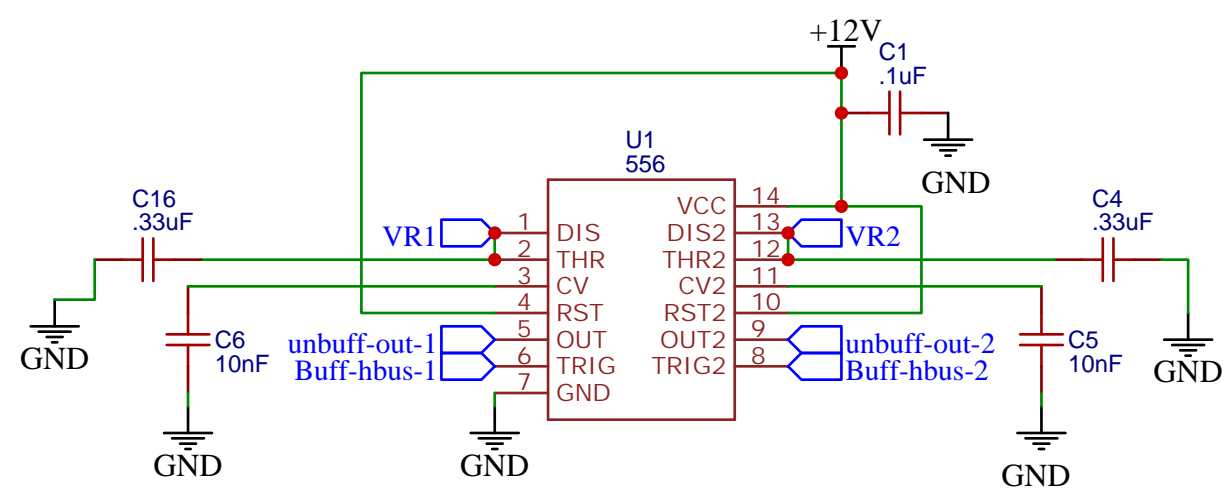 +12V
C1
.1uF
GND
U1
556
C16
.33uF
GND
C4
.33uF
GND
VR1
VR2
1 DIS
2 THR
3 CV
4 RST
5 OUT
6 TRIG
7 GND
VCC 14
DIS2 13
THR2 12
CV2 11
RST2 10
OUT2 9
TRIG2 8
unbuff-out-1
Buff-hbus-1
unbuff-out-2
Buff-hbus-2
C6
10nF
GND
GND
C5
10nF
GND